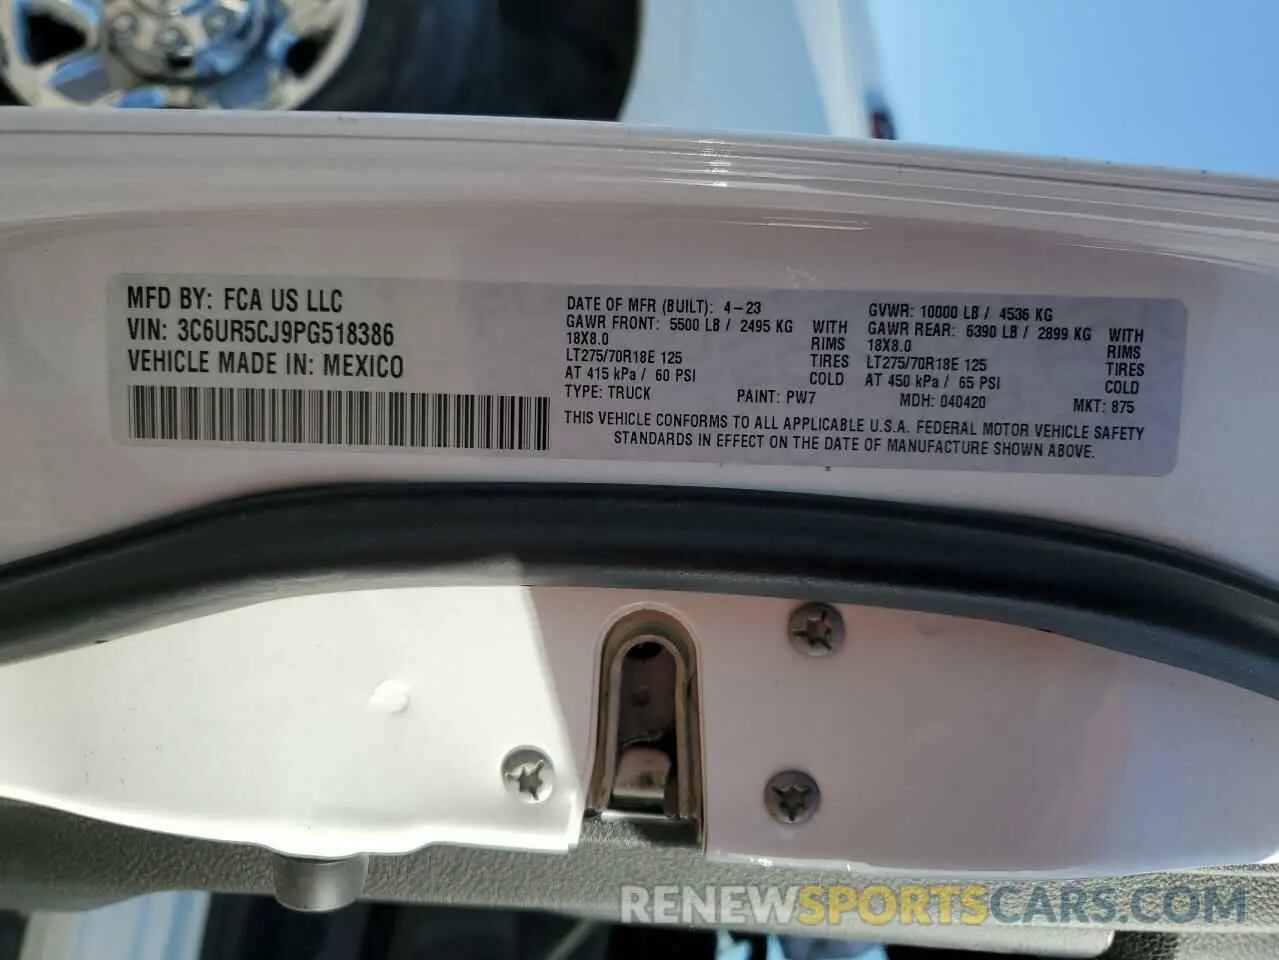 MFD BY: FCA US LLC
VIN: 3C6UR5CJ9PG518386
VEHICLE MADE IN: MEXICO
DATE OF MFR (BUILT): 4-23
GAWR FRONT: 5500 LB / 2495 KG WITH
18X8.0 RIMS
LT275/70R18E 125 TIRES
AT 415 kPa / 60 PSI COLD
TYPE: TRUCK PAINT: PW7
GVWR: 10000 LB / 4536 KG
GAWR REAR: 6390 LB / 2899 KG WITH
18X8.0 RIMS
LT275/70R18E 125 TIRES
AT 450 kPa / 65 PSI COLD
MDH: 040420 MKT: 875
THIS VEHICLE CONFORMS TO ALL APPLICABLE U.S.A. FEDERAL MOTOR VEHICLE SAFETY
STANDARDS IN EFFECT ON THE DATE OF MANUFACTURE SHOWN ABOVE.
RENEWSPORTSCARS.COM